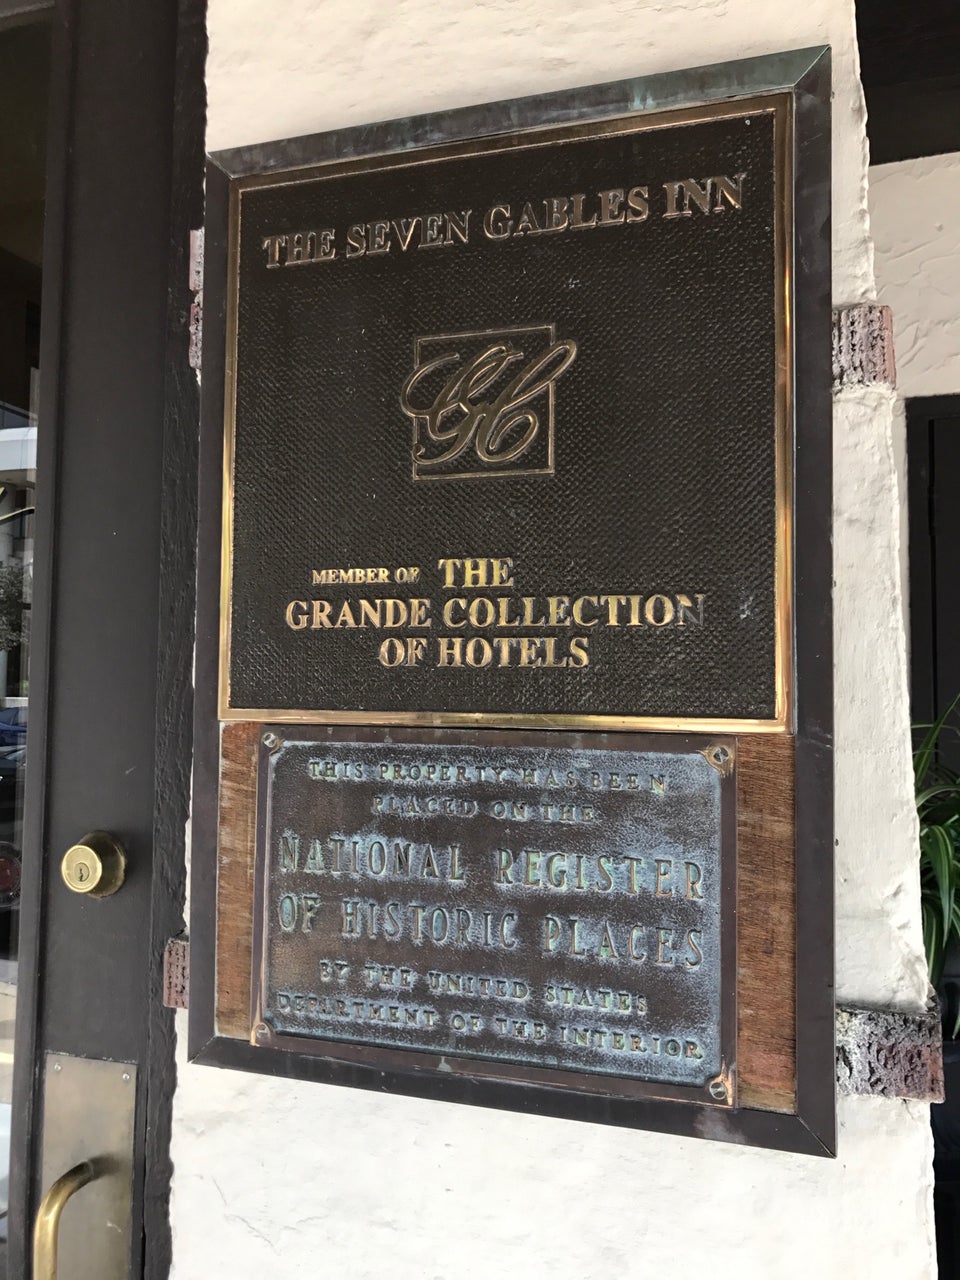 THE SEVEN GABLES INN
GH
MEMBER OF THE
GRANDE COLLECTION
OF HOTELS
THIS PROPERTY HAS BEEN
PLACED ON THE
NATIONAL REGISTER
OF HISTORIC PLACES
BY THE UNITED STATES
DEPARTMENT OF THE INTERIOR